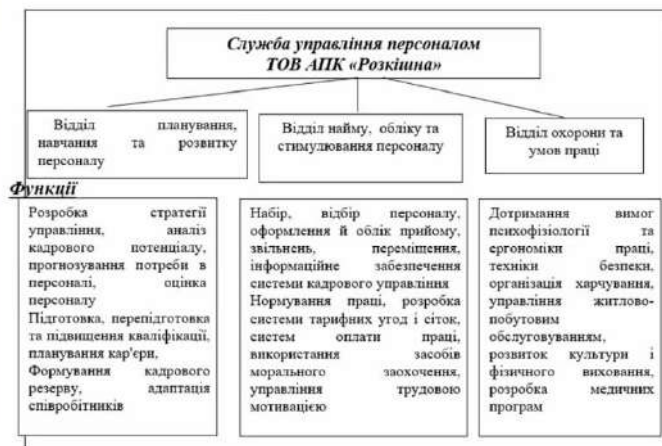 Служба управління персоналом
ТОВ АПК «Розкішна»
Відділ планування,
навчання та розвитку
персоналу
Відділ найму, обліку та
стимулювання персоналу
Відділ охорони та
умов праці
Функції
Розробка стратегії
управління, аналіз
кадрового потенціалу,
прогнозування потреби в
персоналі, оцінка
персоналу
Підготовка, перепідготовка
та підвищення кваліфікації,
планування кар'єри,
Формування кадрового
резерву, адаптація
співробітників
Набір, відбір персоналу,
оформлення й облік прийому,
звільнень, переміщення,
інформаційне забезпечення
системи кадрового управління
Нормування праці, розробка
системи тарифних угод і сіток,
систем оплати праці,
використання засобів
морального заохочення,
управління трудовою
мотивацією
Дотримання вимог
психофізіології та
ергономіки праці,
техніки безпеки,
організація харчування,
управління житлово-
побутовим
обслуговуванням,
розвиток культури і
фізичного виховання,
розробка медичних
програм